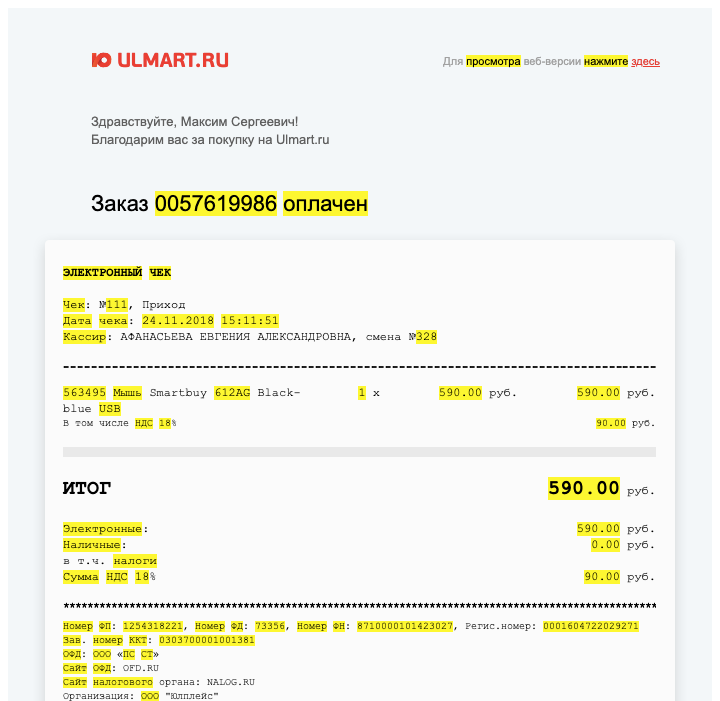 ULMART.RU
Для просмотра веб-версии нажмите здесь
Здравствуйте, Максим Сергеевич!
Благодарим вас за покупку на Ulmart.ru
Заказ 0057619986 оплачен
ЭЛЕКТРОННЫЙ ЧЕК
Чек: №111, Приход
Дата чека: 24.11.2018 15:11:51
Кассир: АФАНАСЬЕВА ЕВГЕНИЯ АЛЕКСАНДРОВНА, смена №328
563495 Мышь Smartbuy 612AG Black- 1 x 590.00 руб. 590.00 руб.
blue USB
В том числе НДС 18% 90.00 руб.
ИТОГ 590.00 руб.
Электронные: 590.00 руб.
Наличные: 0.00 руб.
в т.ч. налоги
Сумма НДС 18% 90.00 руб.
Номер ФП: 1254318221, Номер ФД: 73356, Номер ФН: 8710000101423027, Регис.номер: 0001604722029271
Зав. номер ККТ: 0303700001001381
ОФД: ООО «ПС СТ»
Сайт ОФД: OFD.RU
Сайт налогового органа: NALOG.RU
Организация: ООО "Юлплейс"